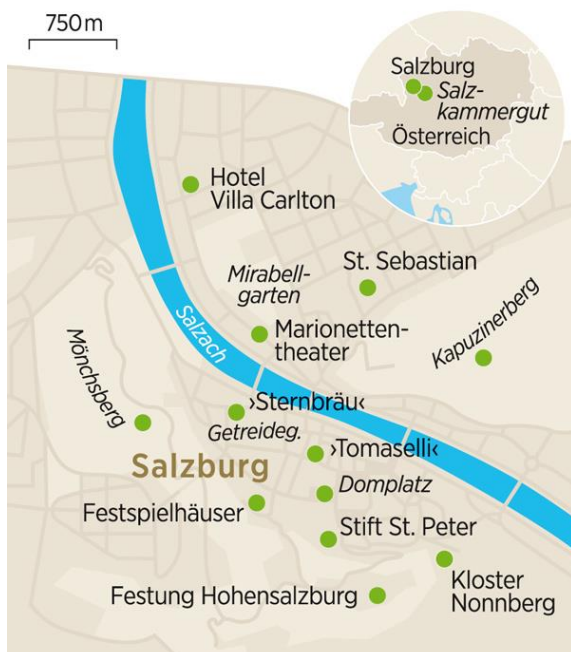 750 m
Salzburg
Salz-
kammergut
Österreich
Hotel
Villa Carlton
Mirabell-
garten
St. Sebastian
Salzach
Marionetten-
theater
Kapuzinerberg
Mönchsberg
›Sternbräu‹
Getreideg.
Salzburg
›Tomaselli‹
Domplatz
Festspielhäuser
Stift St. Peter
Kloster
Nonnberg
Festung Hohensalzburg